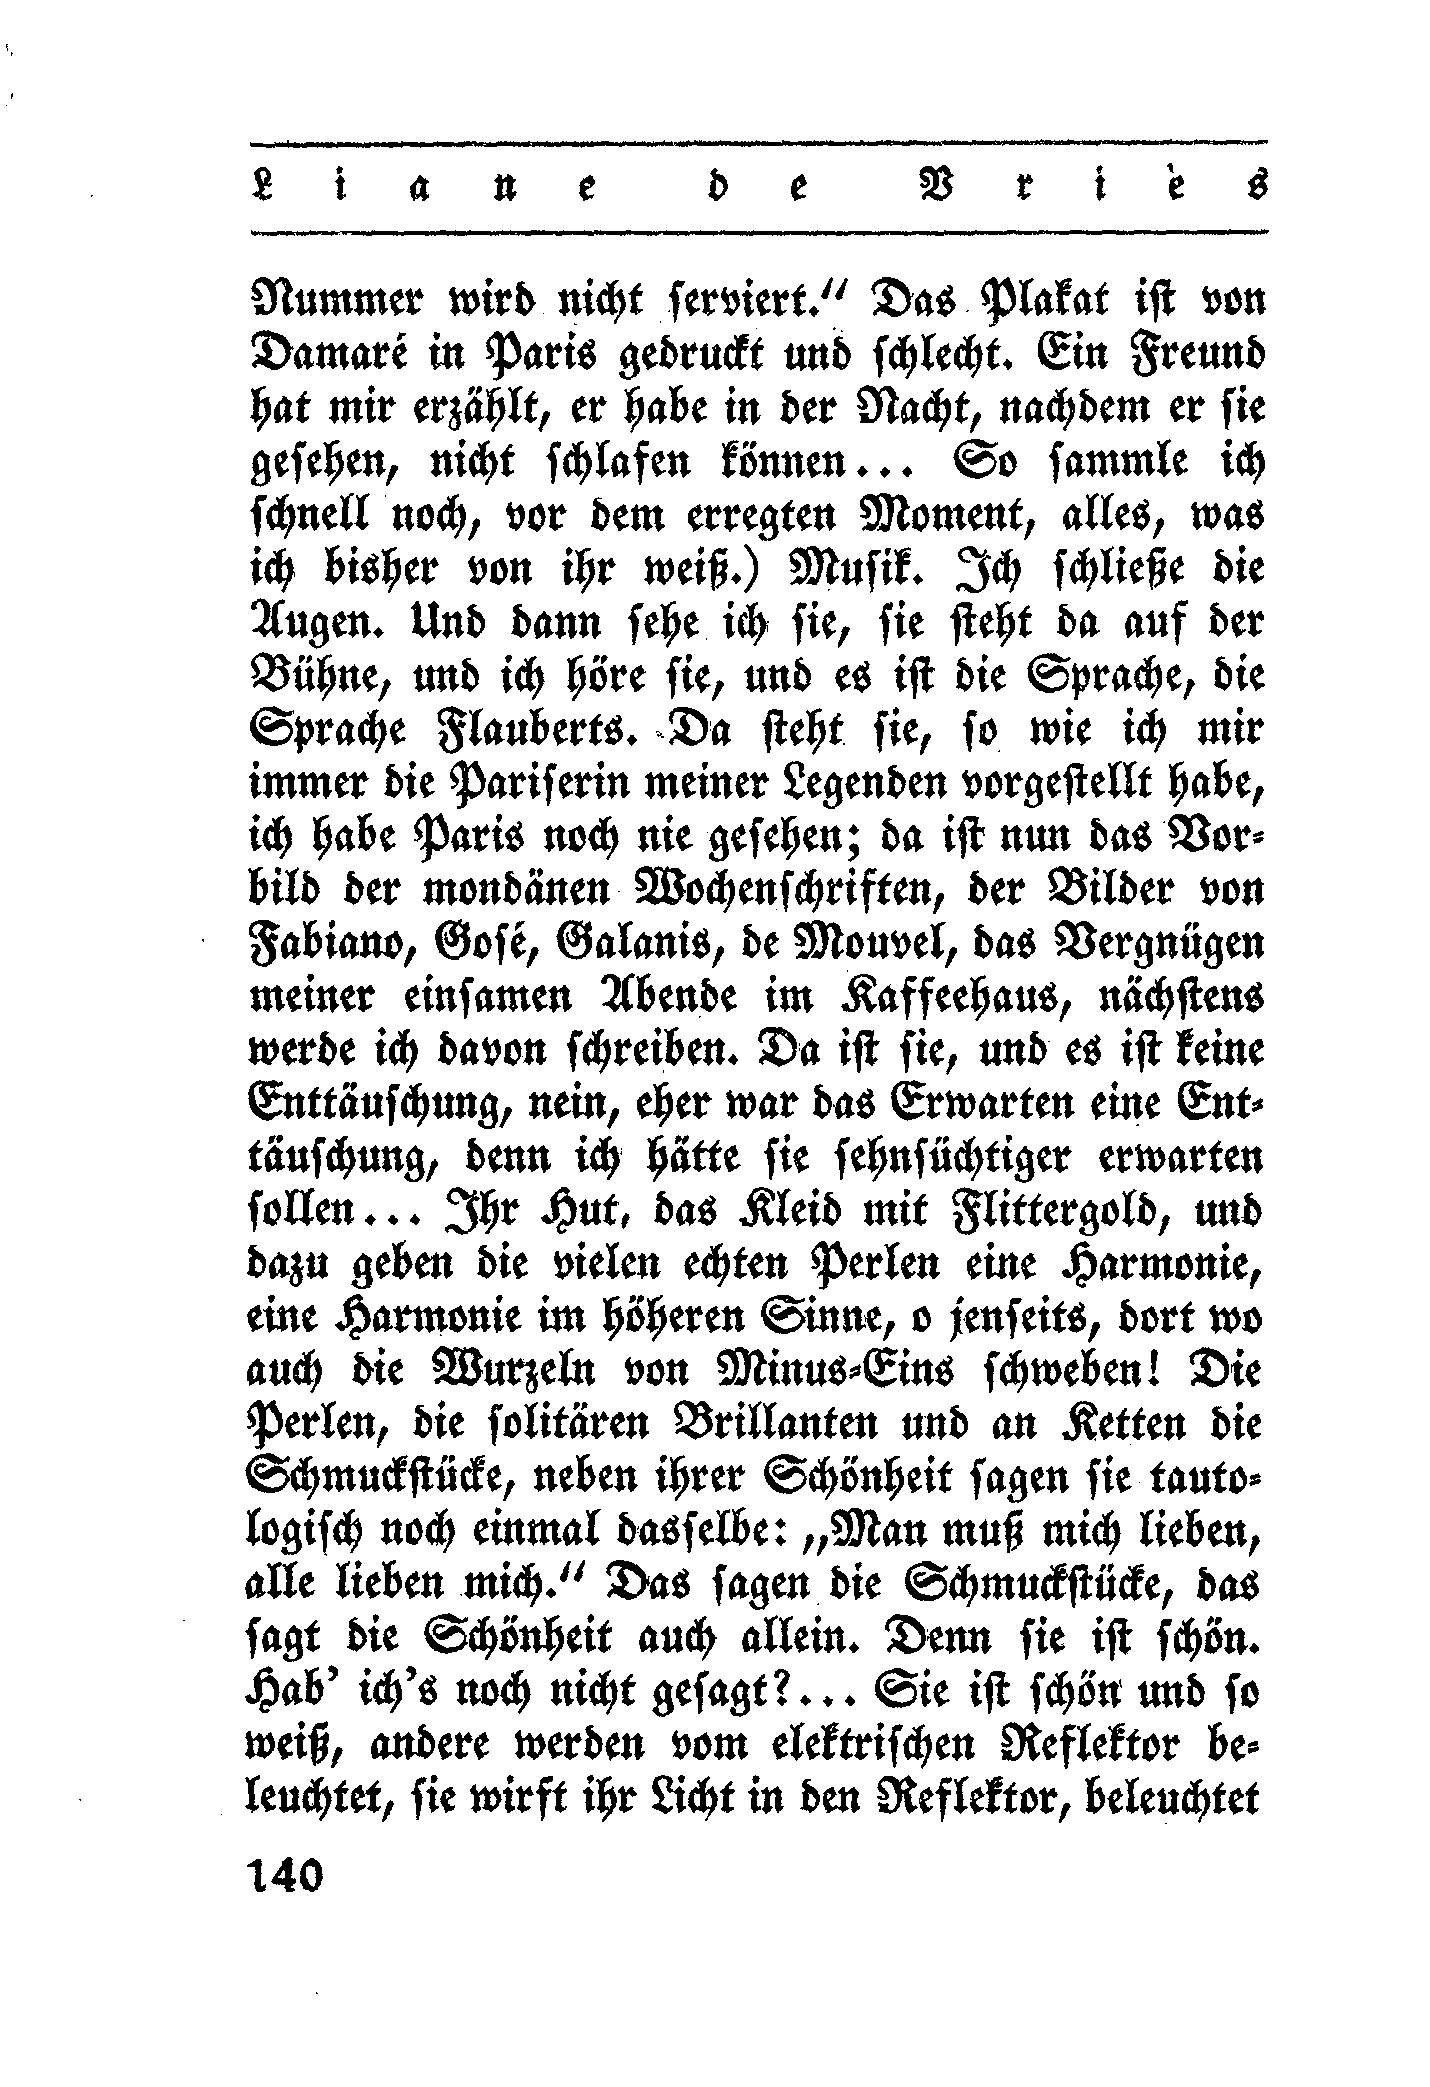 Liane de Vriès
Nummer wird nicht serviert.“ Das Plakat ist von
Damaré in Paris gedruckt und schlecht. Ein Freund
hat mir erzählt, er habe in der Nacht, nachdem er sie
gesehen, nicht schlafen können... So sammle ich
schnell noch, vor dem erregten Moment, alles, was
ich bisher von ihr weiß.) Musik. Ich schließe die
Augen. Und dann sehe ich sie, sie steht da auf der
Bühne, und ich höre sie, und es ist die Sprache, die
Sprache Flauberts. Da steht sie, so wie ich mir
immer die Pariserin meiner Legenden vorgestellt habe,
ich habe Paris noch nie gesehen; da ist nun das Vor-
bild der mondänen Wochenschriften, der Bilder von
Fabiano, Gosé, Galanis, de Mouvel, das Vergnügen
meiner einsamen Abende im Kaffeehaus, nächstens
werde ich davon schreiben. Da ist sie, und es ist keine
Enttäuschung, nein, eher war das Erwarten eine Ent-
täuschung, denn ich hätte sie sehnsüchtiger erwarten
sollen... Ihr Hut, das Kleid mit Flittergold, und
dazu geben die vielen echten Perlen eine Harmonie,
eine Harmonie im höheren Sinne, o jenseits, dort wo
auch die Wurzeln von Minus-Eins schweben! Die
Perlen, die solitären Brillanten und an Ketten die
Schmuckstücke, neben ihrer Schönheit sagen sie tauto-
logisch noch einmal dasselbe: „Man muß mich lieben,
alle lieben mich.“ Das sagen die Schmuckstücke, das
sagt die Schönheit auch allein. Denn sie ist schön.
Hab’ ich’s noch nicht gesagt?... Sie ist schön und so
weiß, andere werden vom elektrischen Reflektor be-
leuchtet, sie wirft ihr Licht in den Reflektor, beleuchtet
140